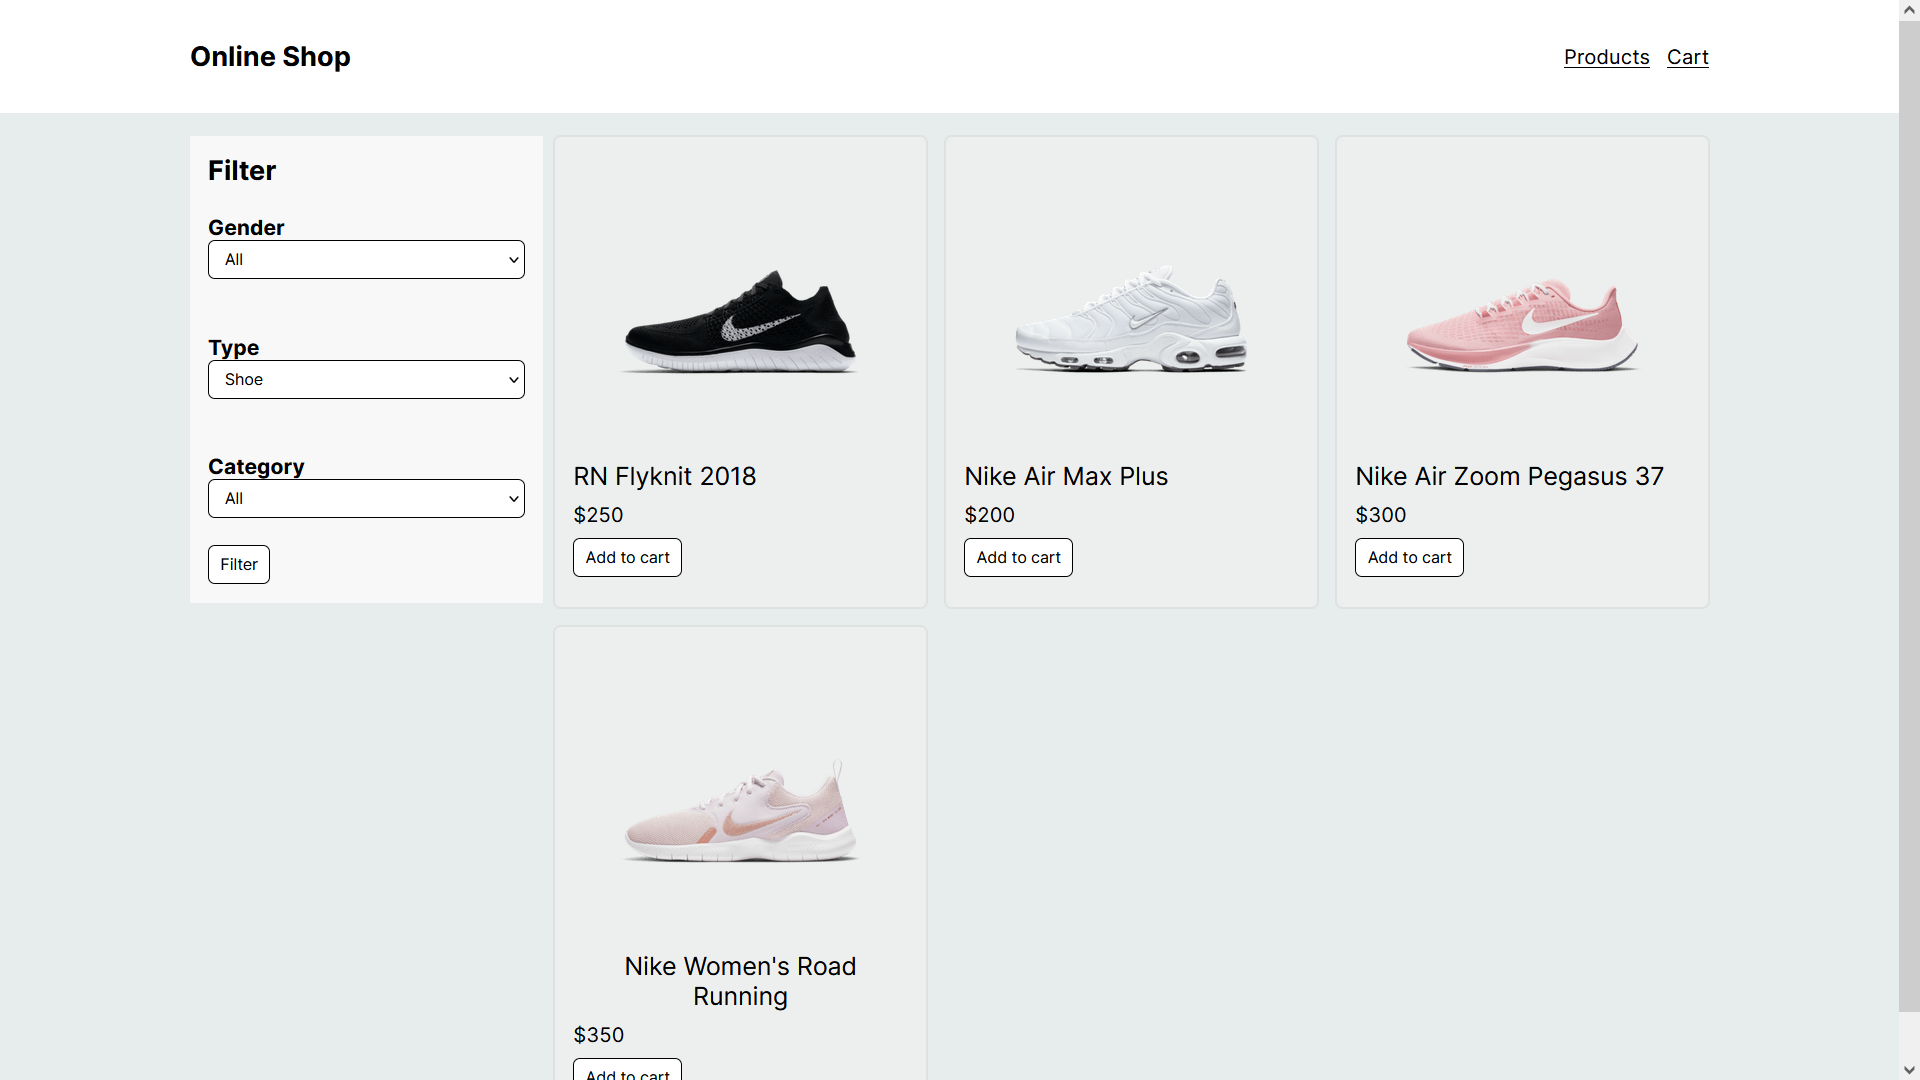 Online Shop
Products Cart
Filter
Gender
All
Type
Shoe
Category
All
Filter
RN Flyknit 2018
$250
Add to cart
Nike Air Max Plus
$200
Add to cart
Nike Air Zoom Pegasus 37
$300
Add to cart
Nike Women's Road
Running
$350
Add to cart